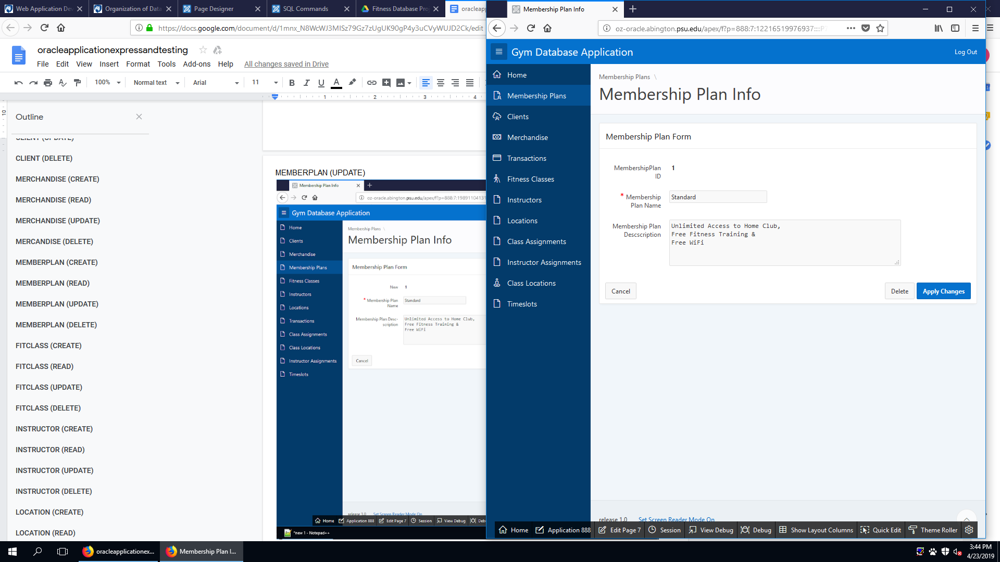 Web Application Dev
Organization of Data
Page Designer
SQL Commands
Fitness Database Pro
oracleapp
https://docs.google.com/document/d/1mnx_N8WcWJ3MISz79Gz7zUgUK90gP4y3uCVyWUJD2Ck/edit
oracleapplicationexpressandtesting
File Edit View Insert Format Tools Add-ons Help All changes saved in Drive
100% Normal text Arial 11
1 2 3 4
10
Outline
CLIENT (UPDATE)
CLIENT (DELETE)
MERCHANDISE (CREATE)
MERCHANDISE (READ)
MERCHANDISE (UPDATE)
MERCANDISE (DELETE)
MEMBERPLAN (CREATE)
MEMBERPLAN (READ)
MEMBERPLAN (UPDATE)
MEMBERPLAN (DELETE)
FITCLASS (CREATE)
FITCLASS (READ)
FITCLASS (UPDATE)
FITCLASS (DELETE)
INSTRUCTOR (CREATE)
INSTRUCTOR (READ)
INSTRUCTOR (UPDATE)
INSTRUCTOR (DELETE)
LOCATION (CREATE)
LOCATION (READ)
MEMBERPLAN (UPDATE)
Membership Plan Info
oz-oracle.abington.psu.edu/apex/f?p=888:7:19891104131
Gym Database Application
Home
Clients
Merchandise
Membership Plans
Fitness Classes
Instructors
Locations
Transactions
Class Assignments
Class Locations
Instructor Assignments
Timeslots
Membership Plans \
Membership Plan Info
Membership Plan Form
New 1
* Membership Plan
Name
Standard
Membership Plan Desc-
scription
Unlimited Access to Home Club,
Free Fitness Training &
Free WiFi
Cancel
release 1.0 Set Screen Reader Mode On
Home Application 888 Edit Page 7 Session View Debug Deb
*new 1 - Notepad++
Membership Plan Info
oz-oracle.abington.psu.edu/apex/f?p=888:7:12216519976937::::P7
Gym Database Application
Log Out
Home
Membership Plans
Clients
Merchandise
Transactions
Fitness Classes
Instructors
Locations
Class Assignments
Instructor Assignments
Class Locations
Timeslots
Membership Plans \
Membership Plan Info
Membership Plan Form
MembershipPlan
ID
1
* Membership
Plan Name
Standard
Membership Plan
Descscription
Unlimited Access to Home Club,
Free Fitness Training &
Free WiFi
Cancel Delete Apply Changes
release 1.0 Set Screen Reader Mode On
Home Application 888 Edit Page 7 Session View Debug Debug Show Layout Columns Quick Edit Theme Roller
oracleapplicationex...
Membership Plan I...
3:44 PM
4/23/2019